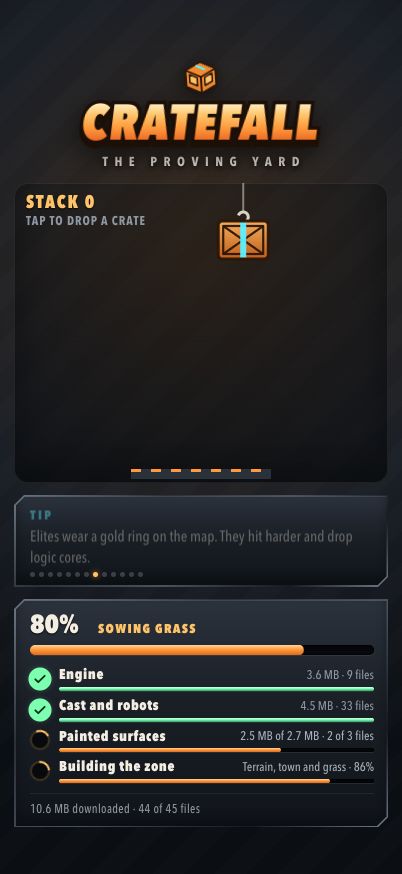 CRATEFALL
THE PROVING YARD
STACK 0
TAP TO DROP A CRATE
TIP
Elites wear a gold ring on the map. They hit harder and drop
logic cores.
80% SOWING GRASS
Engine 3.6 MB · 9 files
Cast and robots 4.5 MB · 33 files
Painted surfaces 2.5 MB of 2.7 MB · 2 of 3 files
Building the zone Terrain, town and grass · 86%
10.6 MB downloaded · 44 of 45 files